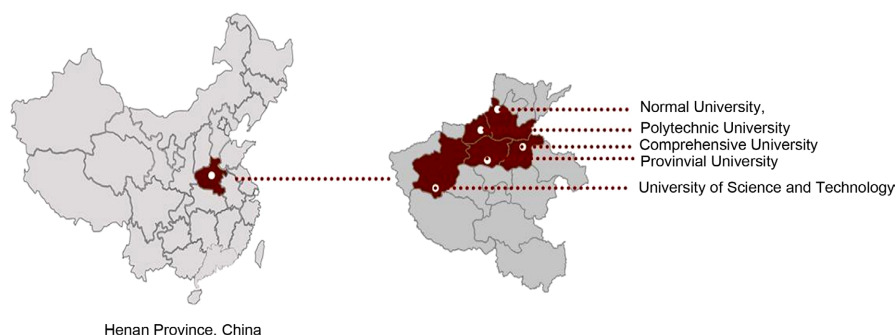 Normal University,
Polytechnic University
Comprehensive University
Provinvial University
University of Science and Technology
Henan Province, China